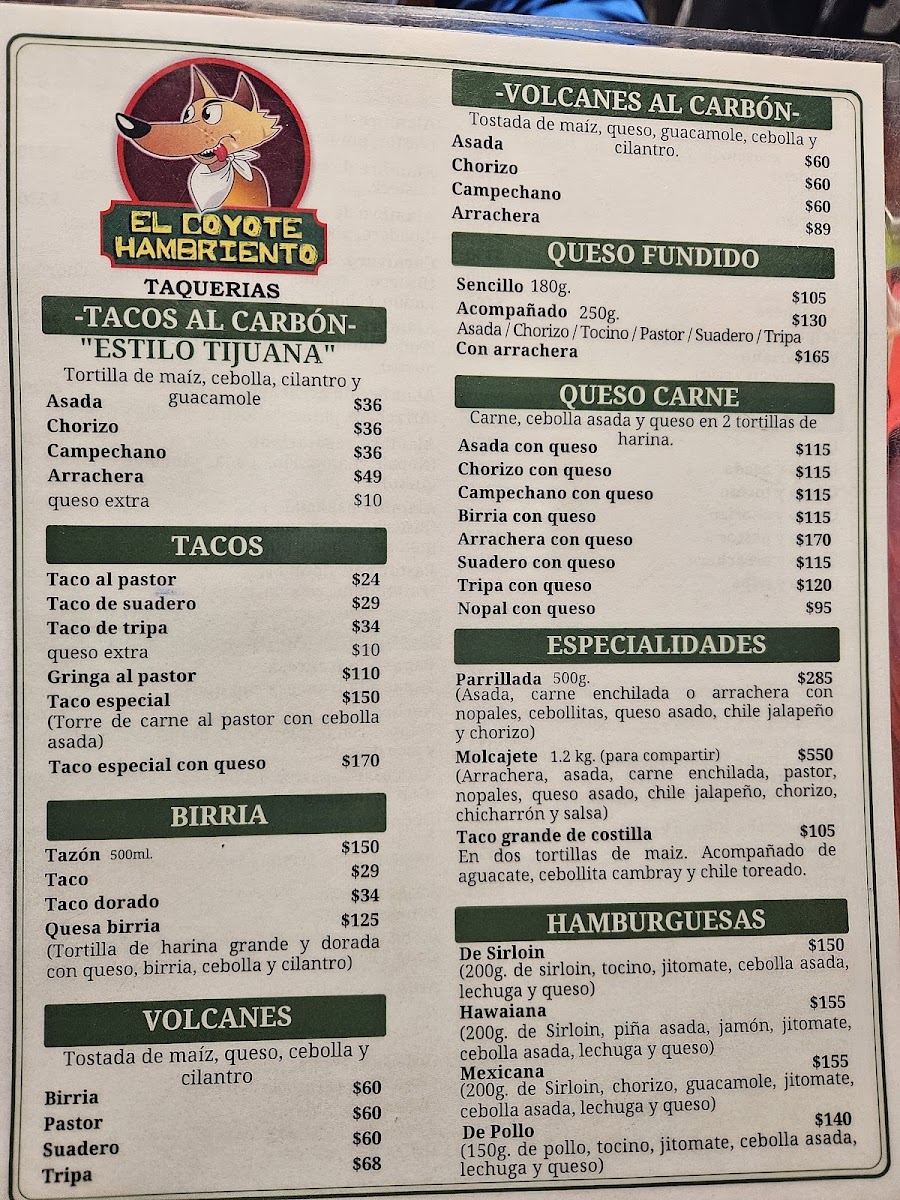 EL COYOTE
HAMBRIENTO
TAQUERIAS
-TACOS AL CARBÓN-
"ESTILO TIJUANA"
Tortilla de maíz, cebolla, cilantro y
guacamole
Asada $36
Chorizo $36
Campechano $36
Arrachera $49
queso extra $10
TACOS
Taco al pastor $24
Taco de suadero $29
Taco de tripa $34
queso extra $10
Gringa al pastor $110
Taco especial $150
(Torre de carne al pastor con cebolla
asada)
Taco especial con queso $170
BIRRIA
Tazón 500ml. $150
Taco $29
Taco dorado $34
Quesa birria $125
(Tortilla de harina grande y dorada
con queso, birria, cebolla y cilantro)
VOLCANES
Tostada de maíz, queso, cebolla y
cilantro
Birria $60
Pastor $60
Suadero $60
Tripa $68
-VOLCANES AL CARBÓN-
Tostada de maíz, queso, guacamole, cebolla y
cilantro.
Asada $60
Chorizo $60
Campechano $60
Arrachera $89
QUESO FUNDIDO
Sencillo 180g. $105
Acompañado 250g. $130
Asada / Chorizo / Tocino / Pastor / Suadero / Tripa
Con arrachera $165
QUESO CARNE
Carne, cebolla asada y queso en 2 tortillas de
harina.
Asada con queso $115
Chorizo con queso $115
Campechano con queso $115
Birria con queso $115
Arrachera con queso $170
Suadero con queso $115
Tripa con queso $120
Nopal con queso $95
ESPECIALIDADES
Parrillada 500g. $285
(Asada, carne enchilada o arrachera con
nopales, cebollitas, queso asado, chile jalapeño
y chorizo)
Molcajete 1.2 kg. (para compartir) $550
(Arrachera, asada, carne enchilada, pastor,
nopales, queso asado, chile jalapeño, chorizo,
chicharrón y salsa)
Taco grande de costilla $105
En dos tortillas de maiz. Acompañado de
aguacate, cebollita cambray y chile toreado.
HAMBURGUESAS
De Sirloin $150
(200g. de sirloin, tocino, jitomate, cebolla asada,
lechuga y queso)
Hawaiana $155
(200g. de Sirloin, piña asada, jamón, jitomate,
cebolla asada, lechuga y queso)
Mexicana $155
(200g. de Sirloin, chorizo, guacamole, jitomate,
cebolla asada, lechuga y queso)
De Pollo $140
(150g. de pollo, tocino, jitomate, cebolla asada,
lechuga y queso)